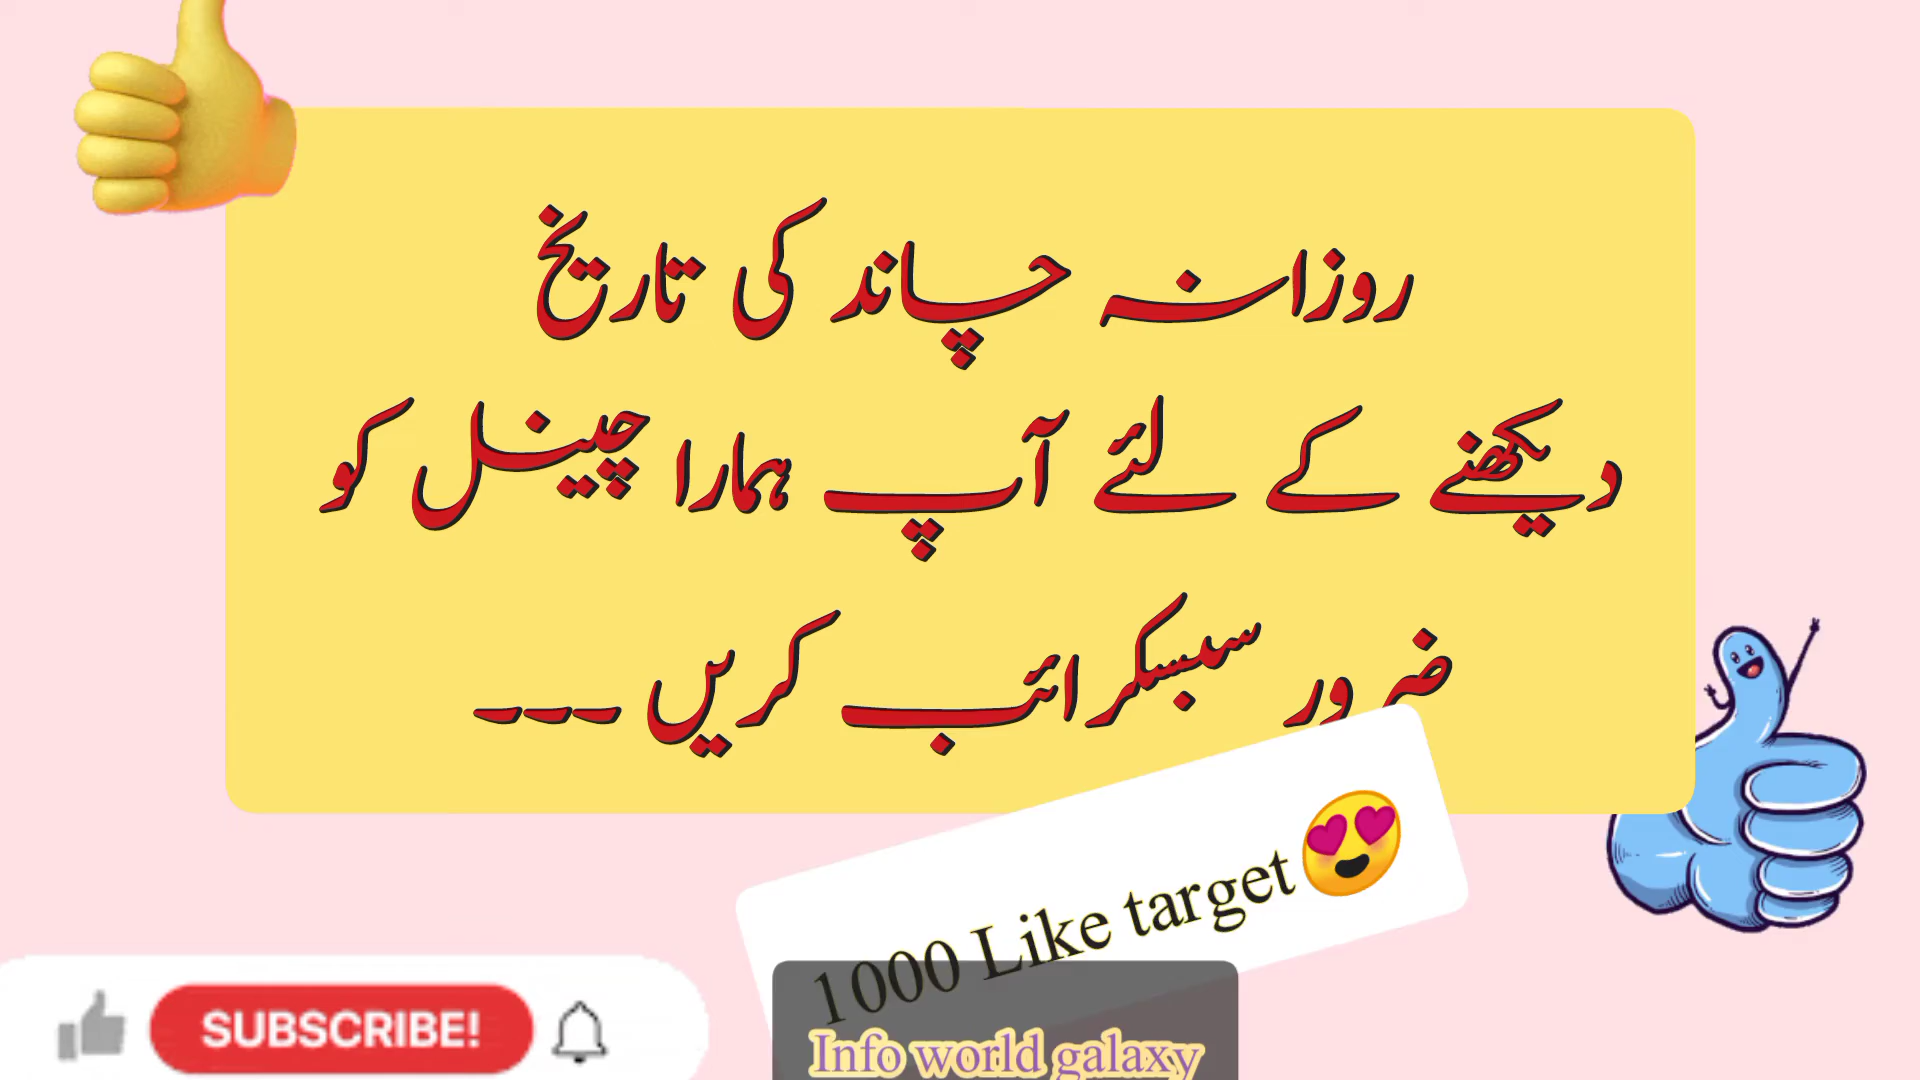 روزانہ چاند کی تاریخ
دیکھنے کے لئے آپ ہمارا چینل کو
ضرور سبسکرائب کریں ۔۔۔
1000 Like target😍
SUBSCRIBE!
Info world galaxy